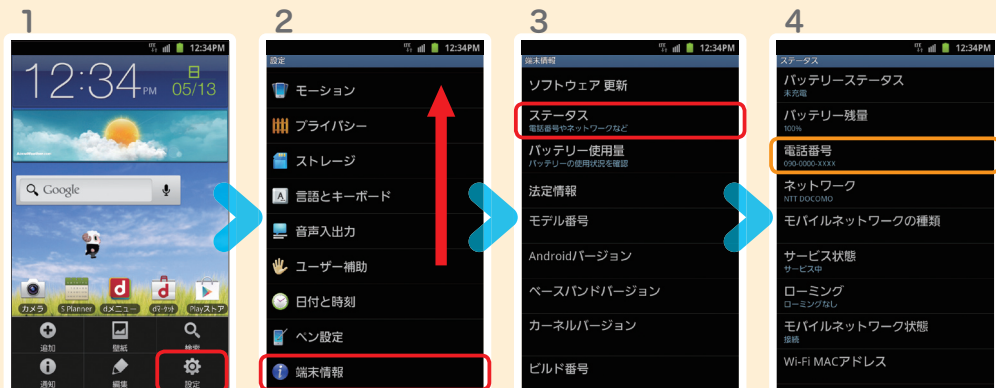 1
12:34PM
12:34 PM
日
05/13
Google
カメラ
S Planner
dメニュー
dマーケット
Playストア
追加
壁紙
検索
通知
編集
設定
2
12:34PM
設定
モーション
プライバシー
ストレージ
言語とキーボード
音声入出力
ユーザー補助
日付と時刻
ペン設定
端末情報
3
12:34PM
端末情報
ソフトウェア 更新
ステータス
電話番号やネットワークなど
バッテリー使用量
バッテリーの使用状況を確認
法定情報
モデル番号
Androidバージョン
ベースバンドバージョン
カーネルバージョン
ビルド番号
4
12:34PM
ステータス
バッテリーステータス
未充電
バッテリー残量
100%
電話番号
090-0000-XXXX
ネットワーク
NTT DOCOMO
モバイルネットワークの種類
サービス状態
サービス中
ローミング
ローミングなし
モバイルネットワーク状態
接続
Wi-Fi MACアドレス